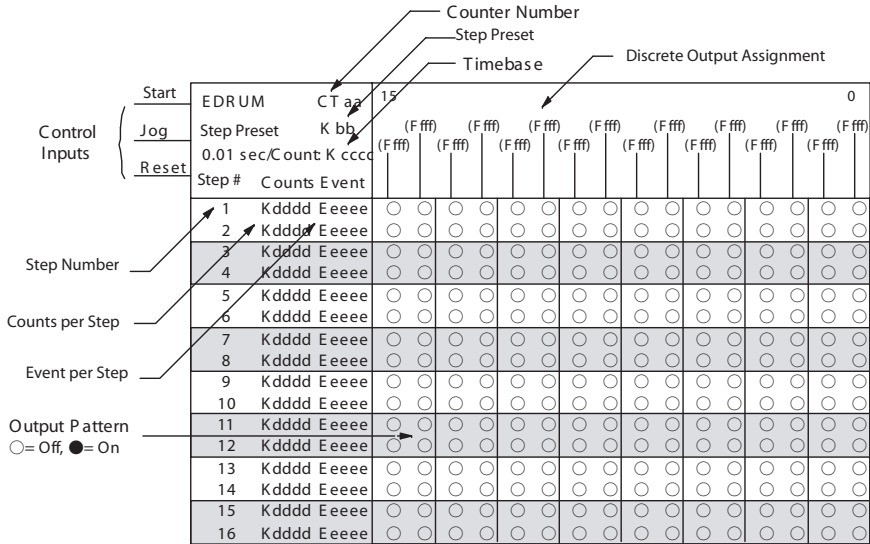 Counter Number
Step Preset
Timebase
Discrete Output Assignment
Control Inputs
Start
Jog
Reset
EDRUM CT aa
Step Preset K bb
0.01 sec/Count: K cccc
Step # Counts Event
15 0
(F fff) (F fff) (F fff) (F fff) (F fff) (F fff) (F fff) (F fff)
(F fff) (F fff) (F fff) (F fff) (F fff) (F fff) (F fff) (F fff)
1 Kdddd Eeeee
2 Kdddd Eeeee
3 Kdddd Eeeee
4 Kdddd Eeeee
5 Kdddd Eeeee
6 Kdddd Eeeee
7 Kdddd Eeeee
8 Kdddd Eeeee
9 Kdddd Eeeee
10 Kdddd Eeeee
11 Kdddd Eeeee
12 Kdddd Eeeee
13 Kdddd Eeeee
14 Kdddd Eeeee
15 Kdddd Eeeee
16 Kdddd Eeeee
Step Number
Counts per Step
Event per Step
Output Pattern
○= Off, ●= On